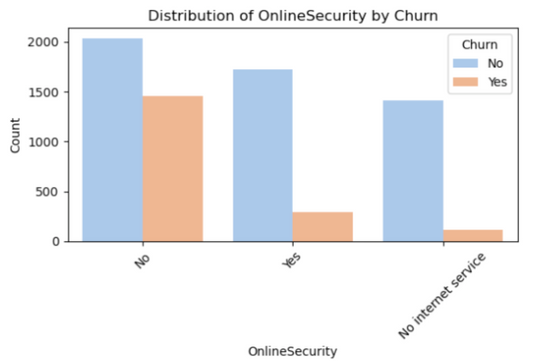 Distribution of OnlineSecurity by Churn
Churn
No
Yes
2000
1500
1000
500
0
Count
No
Yes
No internet service
OnlineSecurity